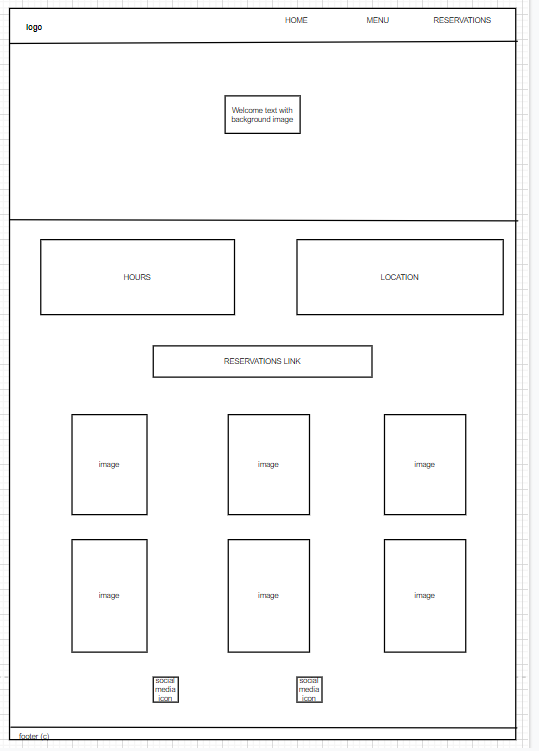 logo
HOME MENU RESERVATIONS
Welcome text with
background image
HOURS
LOCATION
RESERVATIONS LINK
image
image
image
image
image
image
social
media
icon
social
media
icon
footer (c)